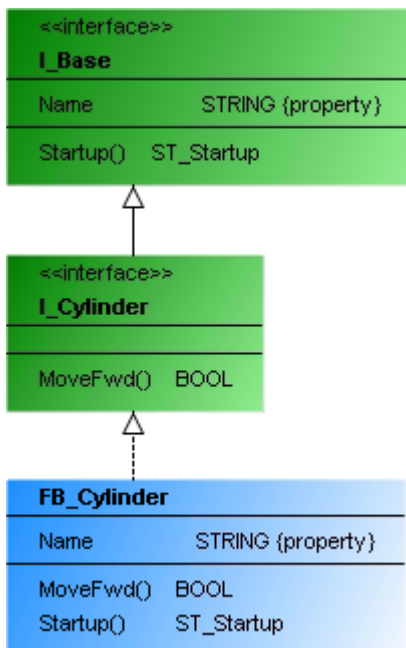 <<interface>>
I_Base
Name STRING {property}
Startup() ST_Startup
<<interface>>
I_Cylinder
MoveFwd() BOOL
FB_Cylinder
Name STRING {property}
MoveFwd() BOOL
Startup() ST_Startup